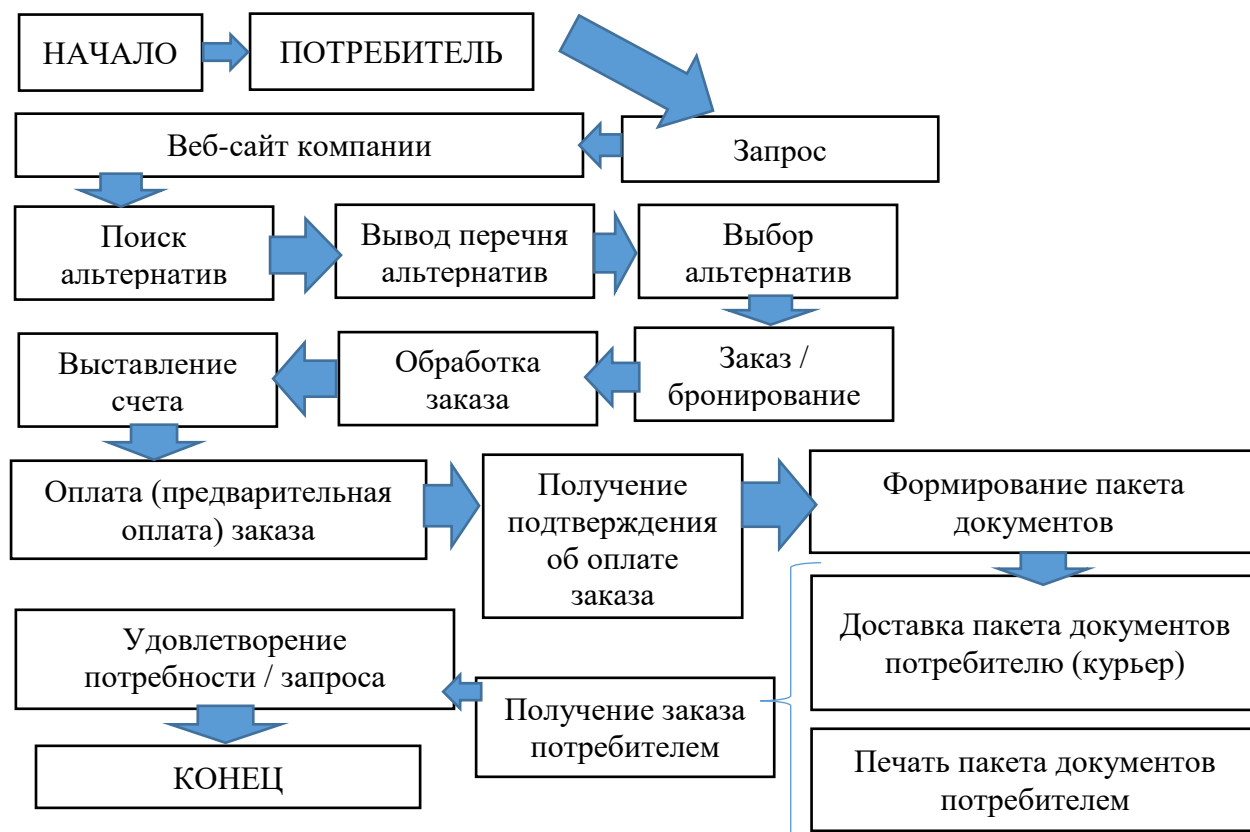 НАЧАЛО
ПОТРЕБИТЕЛЬ
Запрос
Веб-сайт компании
Поиск
альтернатив
Вывод перечня
альтернатив
Выбор
альтернатив
Заказ /
бронирование
Обработка
заказа
Выставление
счета
Оплата (предварительная
оплата) заказа
Получение
подтверждения
об оплате
заказа
Формирование пакета
документов
Доставка пакета документов
потребителю (курьер)
Печать пакета документов
потребителем
Получение заказа
потребителем
Удовлетворение
потребности / запроса
КОНЕЦ